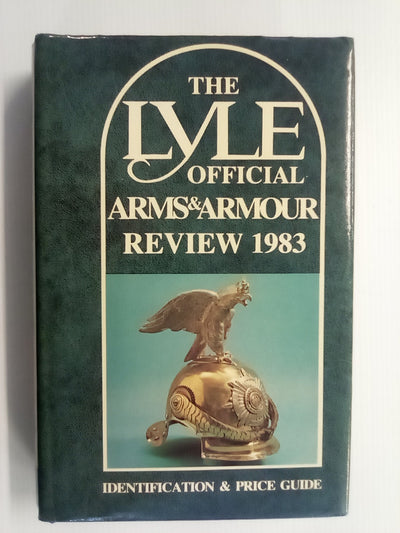 THE
LYLE
OFFICIAL
ARMS & ARMOUR
REVIEW 1983
IDENTIFICATION & PRICE GUIDE